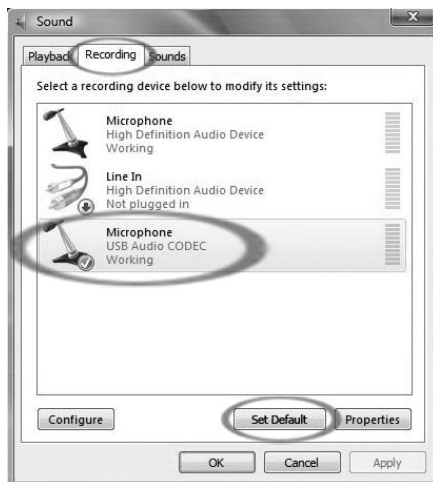 Sound
Playback Recording Sounds
Select a recording device below to modify its settings:
Microphone
High Definition Audio Device
Working
Line In
High Definition Audio Device
Not plugged in
Microphone
USB Audio CODEC
Working
Configure Set Default Properties
OK Cancel Apply